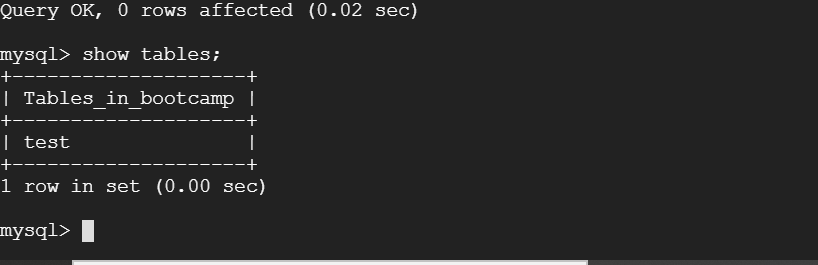 Query OK, 0 rows affected (0.02 sec)
mysql> show tables;
+--------------------+
| Tables_in_bootcamp |
+--------------------+
| test               |
+--------------------+
1 row in set (0.00 sec)
mysql>